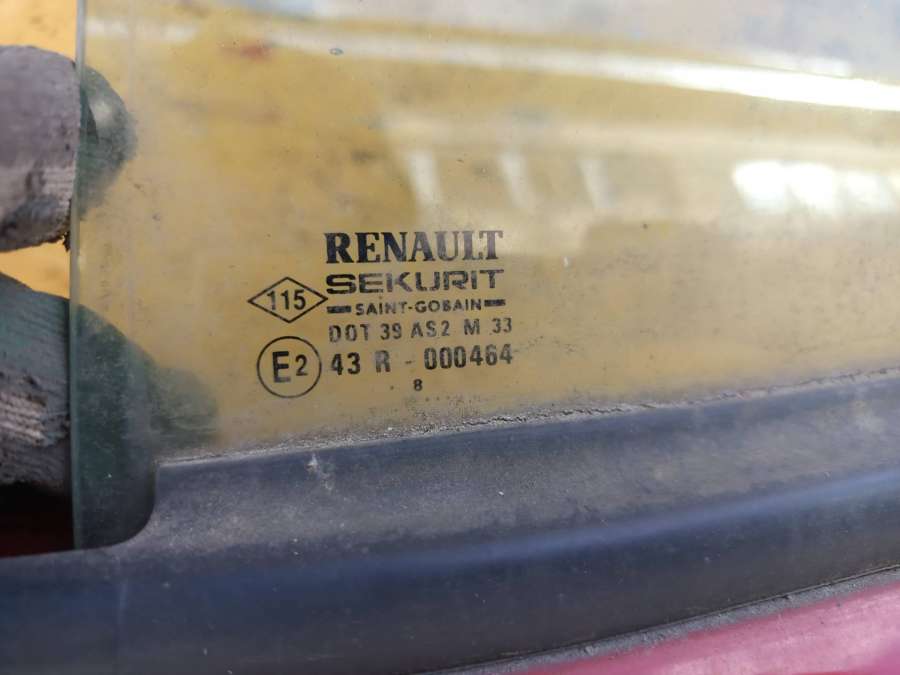 RENAULT
SEKURIT
115
SAINT-GOBAIN
DOT 39 AS2 M 33
E2 43 R - 000464
8